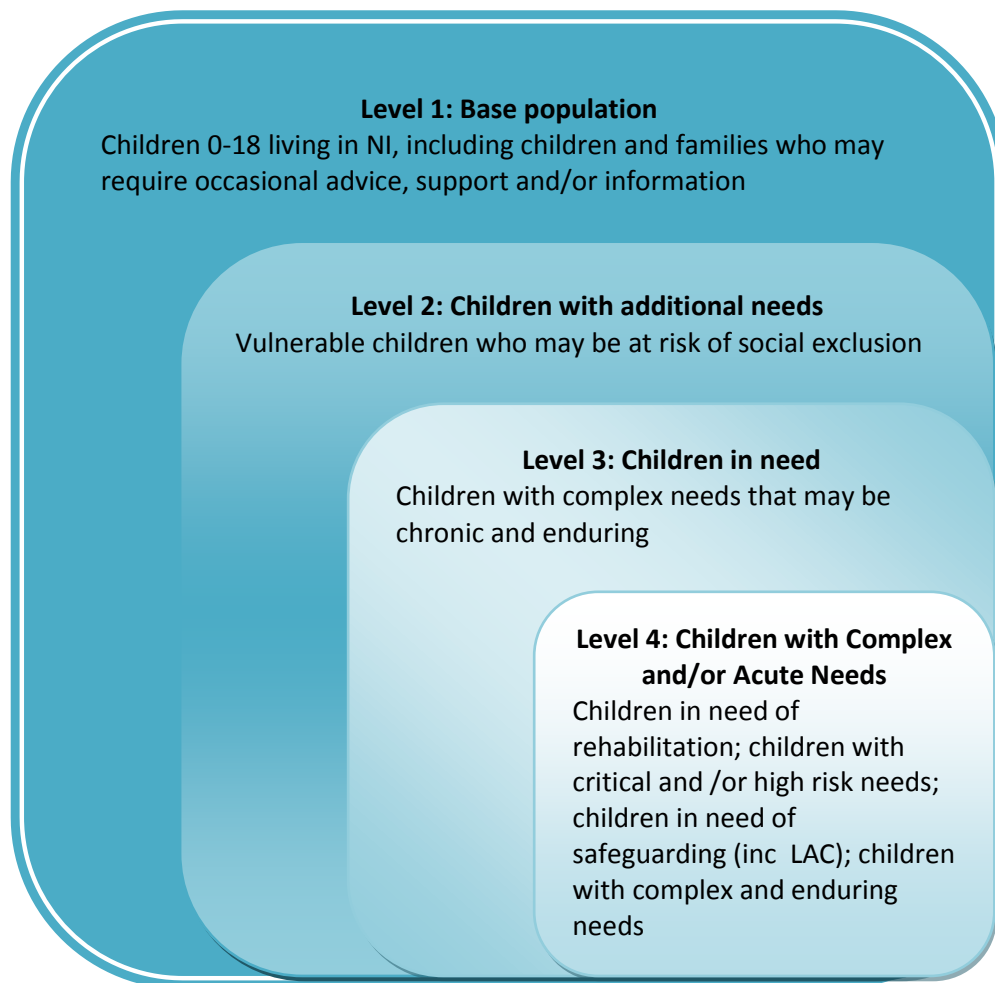 Level 1: Base population
Children 0-18 living in NI, including children and families who may
require occasional advice, support and/or information
Level 2: Children with additional needs
Vulnerable children who may be at risk of social exclusion
Level 3: Children in need
Children with complex needs that may be
chronic and enduring
Level 4: Children with Complex
and/or Acute Needs
Children in need of
rehabilitation; children with
critical and /or high risk needs;
children in need of
safeguarding (inc  LAC); children
with complex and enduring
needs